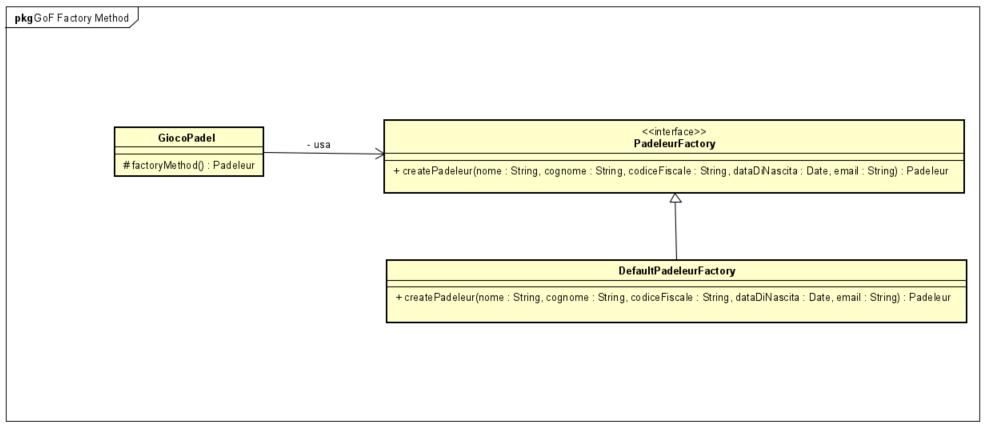 pkg GoF Factory Method
GiocoPadel
# factoryMethod() : Padeleur
- usa
<<interface>>
PadeleurFactory
+ createPadeleur(nome : String, cognome : String, codiceFiscale : String, dataDiNascita : Date, email : String) : Padeleur
DefaultPadeleurFactory
+ createPadeleur(nome : String, cognome : String, codiceFiscale : String, dataDiNascita : Date, email : String) : Padeleur